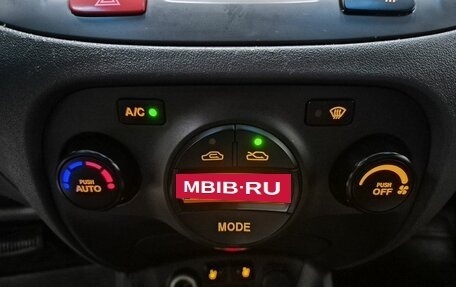 A/C
PUSH
AUTO
MBIB·RU
PUSH
OFF
MODE